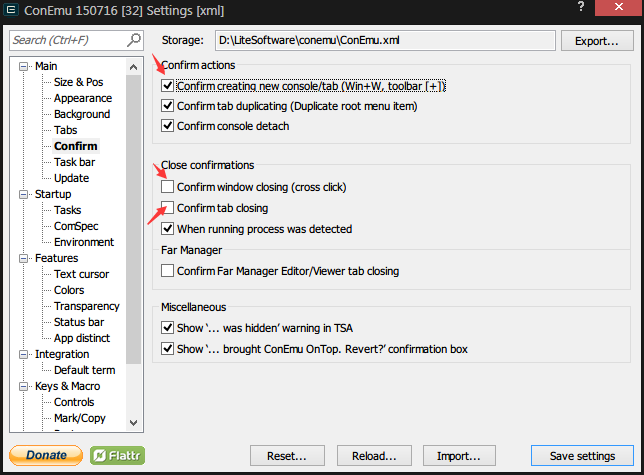 ConEmu 150716 [32] Settings [xml]
Search (Ctrl+F)
Storage: D:\LiteSoftware\conemu\ConEmu.xml Export...
Main
Size & Pos
Appearance
Background
Tabs
Confirm
Task bar
Update
Startup
Tasks
ComSpec
Environment
Features
Text cursor
Colors
Transparency
Status bar
App distinct
Integration
Default term
Keys & Macro
Controls
Mark/Copy
Confirm actions
Confirm creating new console/tab (Win+W, toolbar [+])
Confirm tab duplicating (Duplicate root menu item)
Confirm console detach
Close confirmations
Confirm window closing (cross click)
Confirm tab closing
When running process was detected
Far Manager
Confirm Far Manager Editor/Viewer tab closing
Miscellaneous
Show ‘... was hidden’ warning in TSA
Show ‘... brought ConEmu OnTop. Revert?’ confirmation box
Donate Flattr Reset... Reload... Import... Save settings